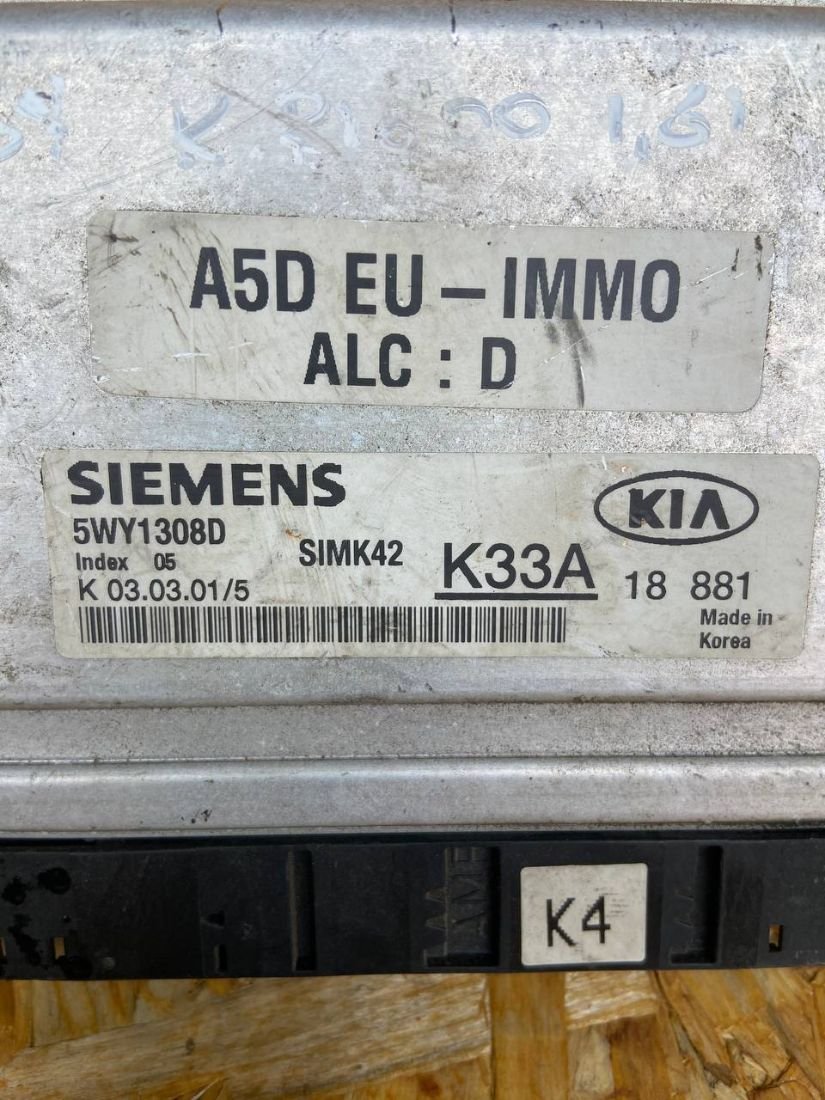 A5D EU – IMMO
ALC : D
SIEMENS
5WY1308D
KIA
Index 05
SIMK42
K33A
18 881
K 03.03.01/5
Made in
Korea
K4